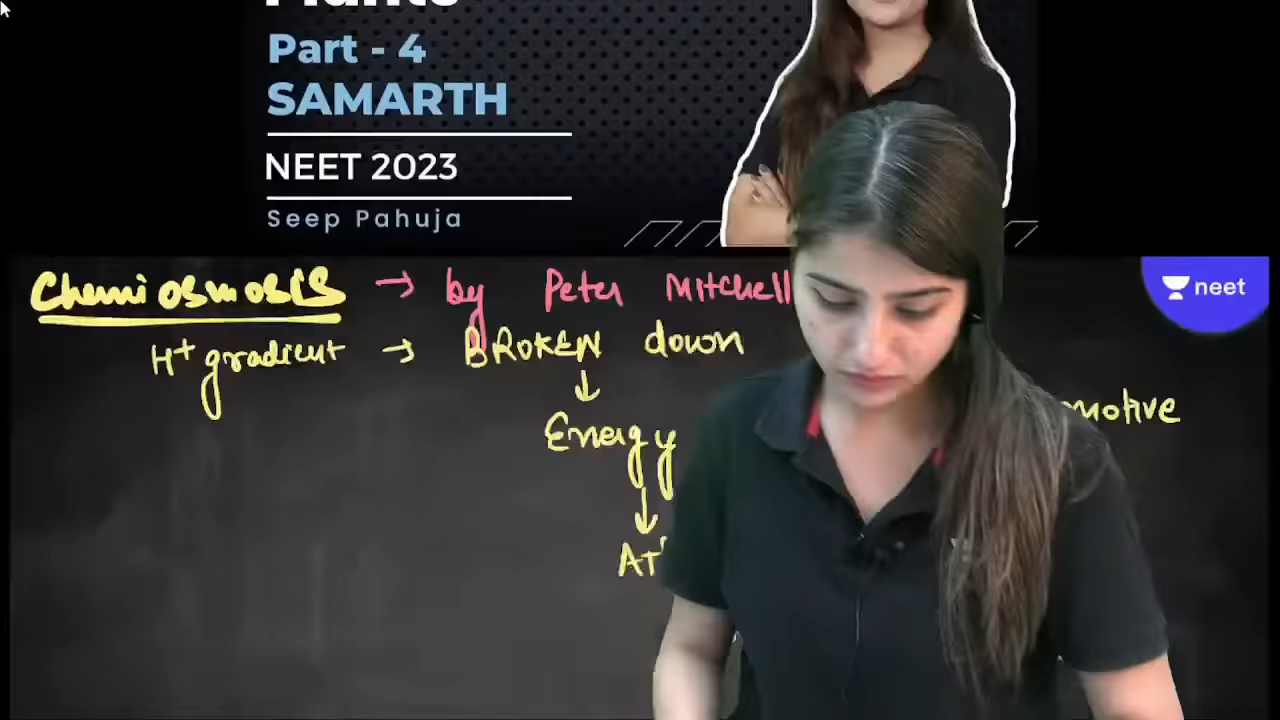 Part - 4
SAMARTH
NEET 2023
Seep Pahuja
neet
Chemiosmosis → by Peter Mitchell
H+ gradient → BROKEN down
↓
Energy motive
↓